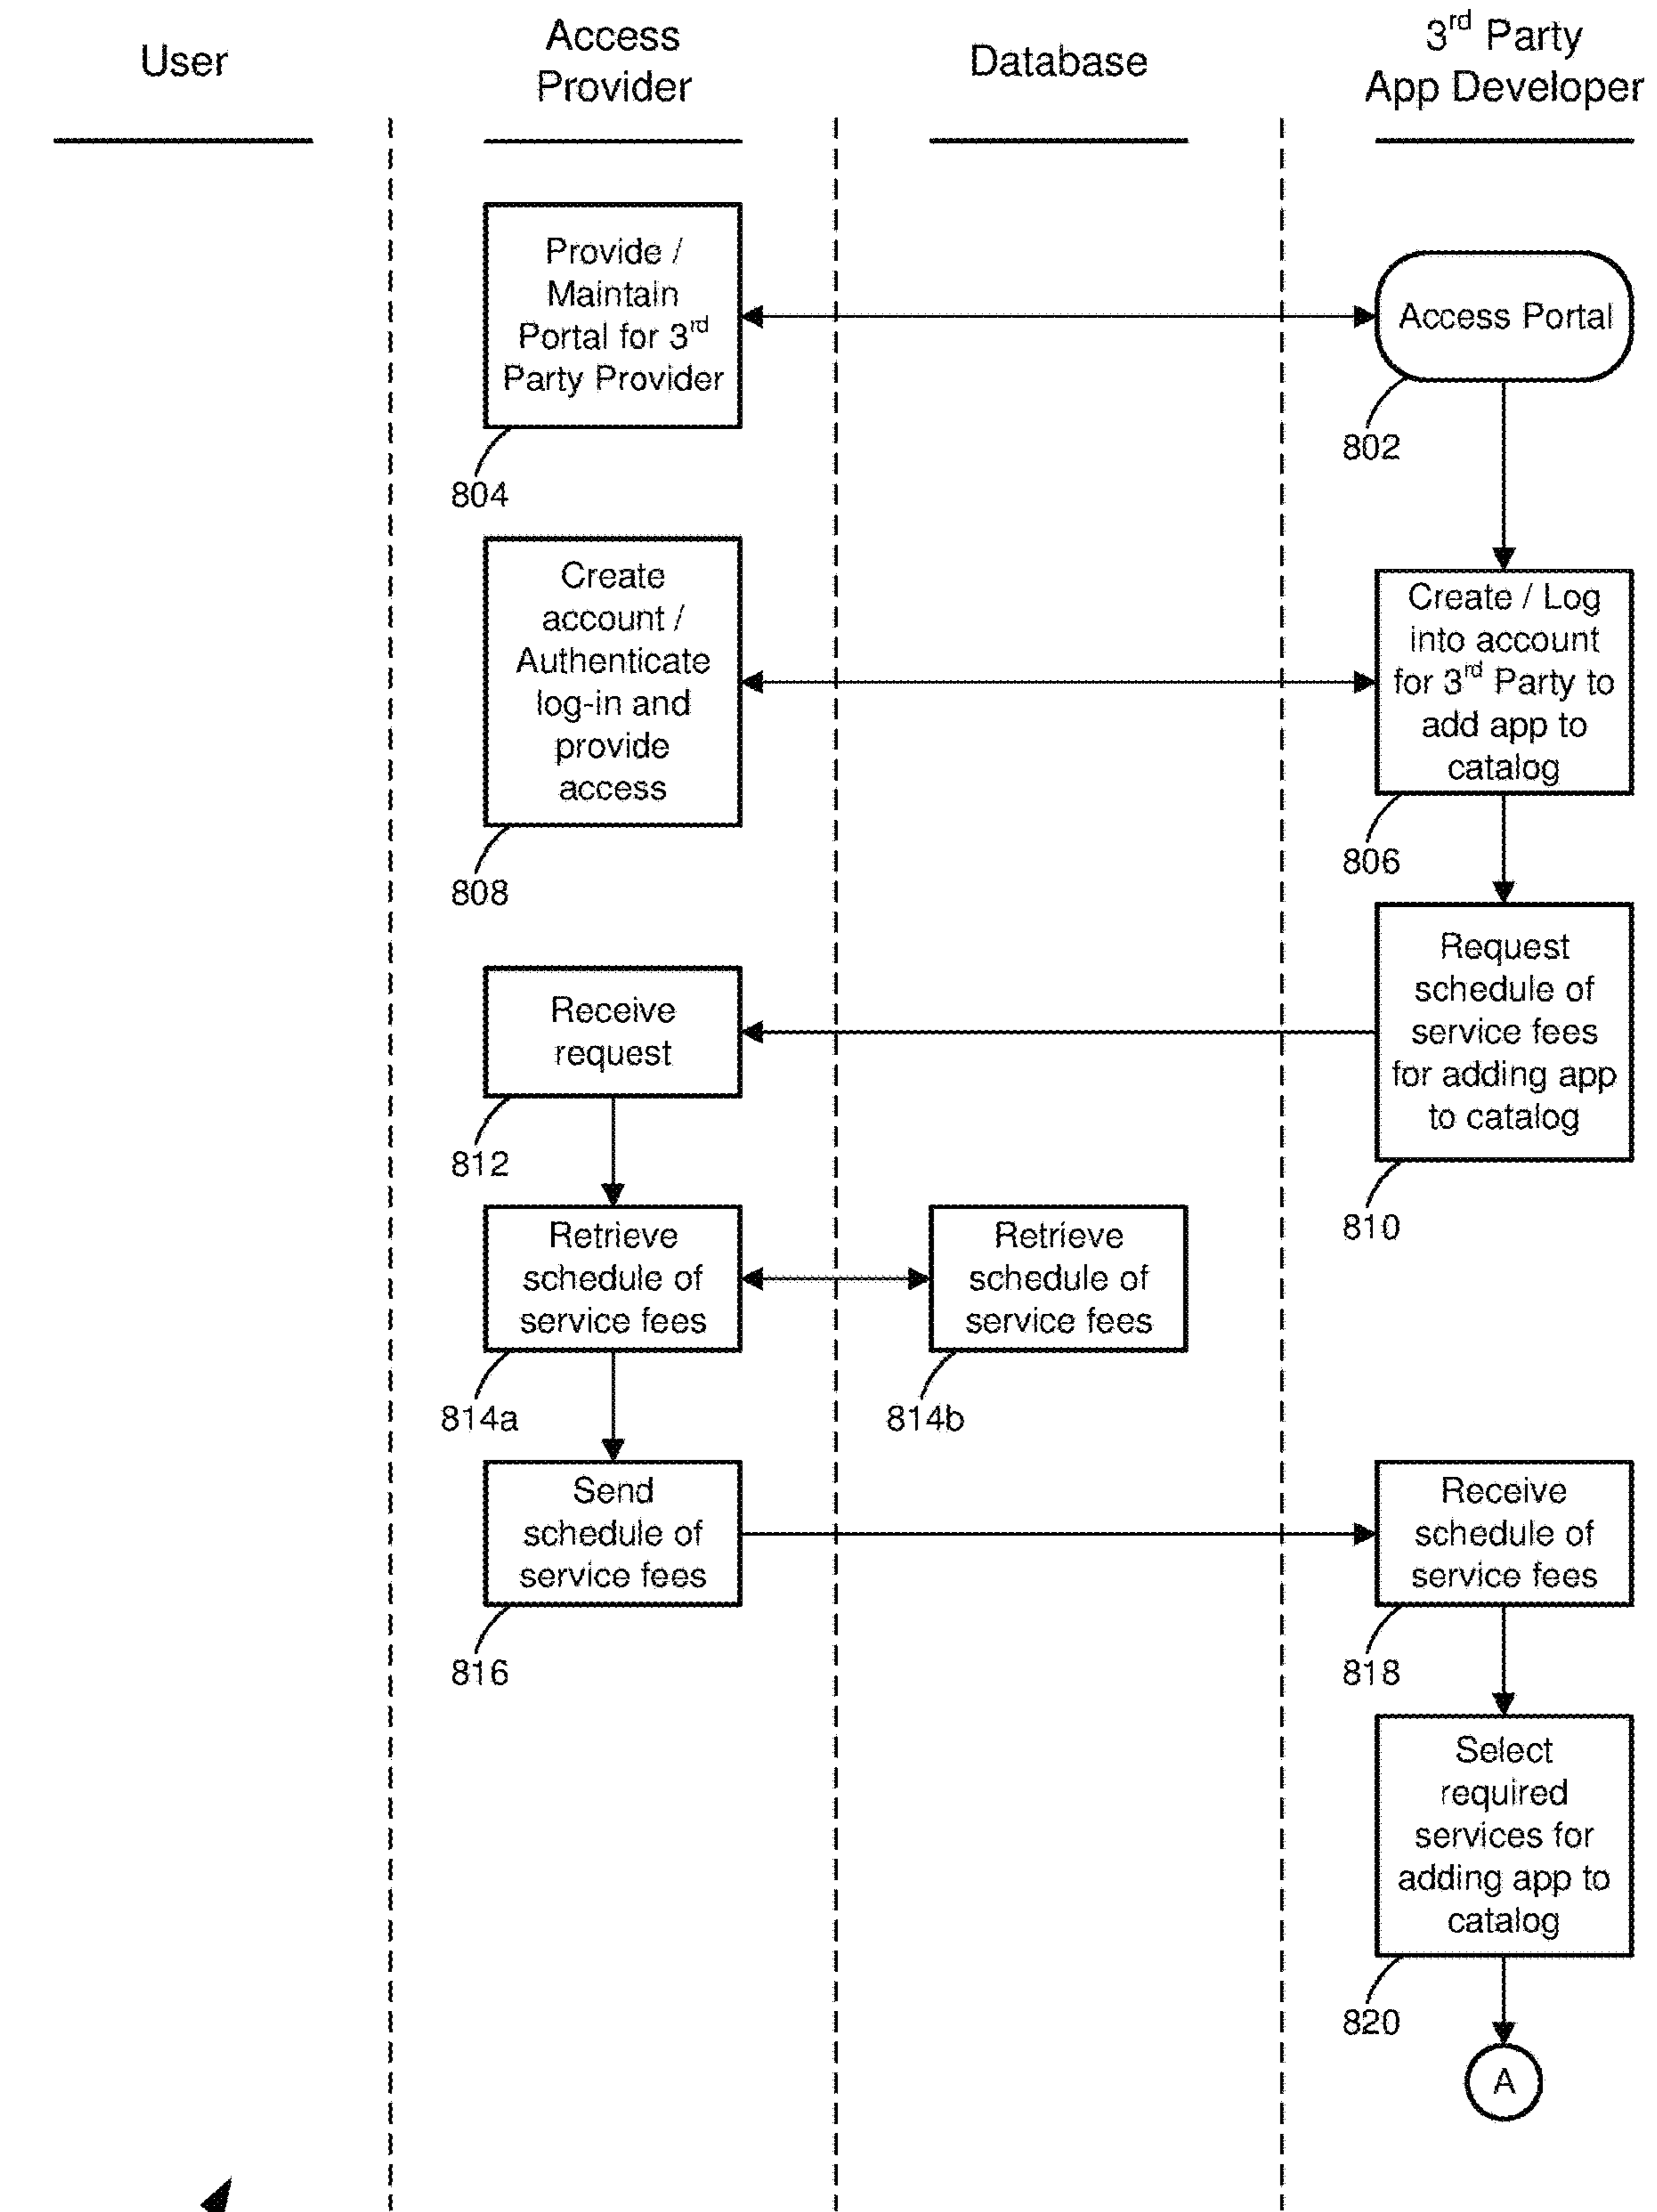 User
Access
Provider
Database
3rd Party
App Developer
Provide /
Maintain
Portal for 3rd
Party Provider
804
Access Portal
802
Create
account /
Authenticate
log-in and
provide
access
808
Create / Log
into account
for 3rd Party to
add app to
catalog
806
Receive
request
812
Request
schedule of
service fees
for adding app
to catalog
810
Retrieve
schedule of
service fees
814a
Retrieve
schedule of
service fees
814b
Send
schedule of
service fees
816
Receive
schedule of
service fees
818
Select
required
services for
adding app to
catalog
820
A